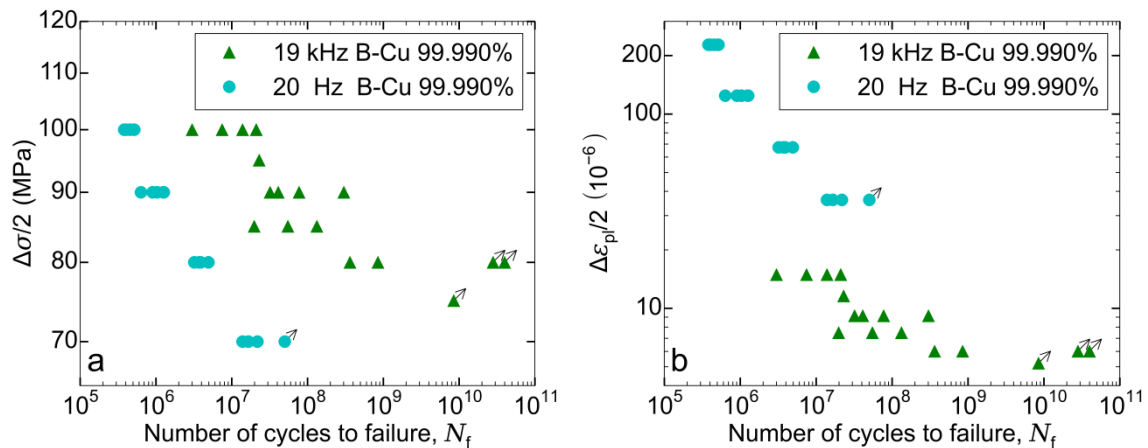 120
110
100
90
80
70
Δσ/2 (MPa)
19 kHz B-Cu 99.990%
20 Hz B-Cu 99.990%
a
10⁵ 10⁶ 10⁷ 10⁸ 10⁹ 10¹⁰ 10¹¹
Number of cycles to failure, N_f
200
100
10
Δε_pl/2 (10⁻⁶)
19 kHz B-Cu 99.990%
20 Hz B-Cu 99.990%
b
10⁵ 10⁶ 10⁷ 10⁸ 10⁹ 10¹⁰ 10¹¹
Number of cycles to failure, N_f